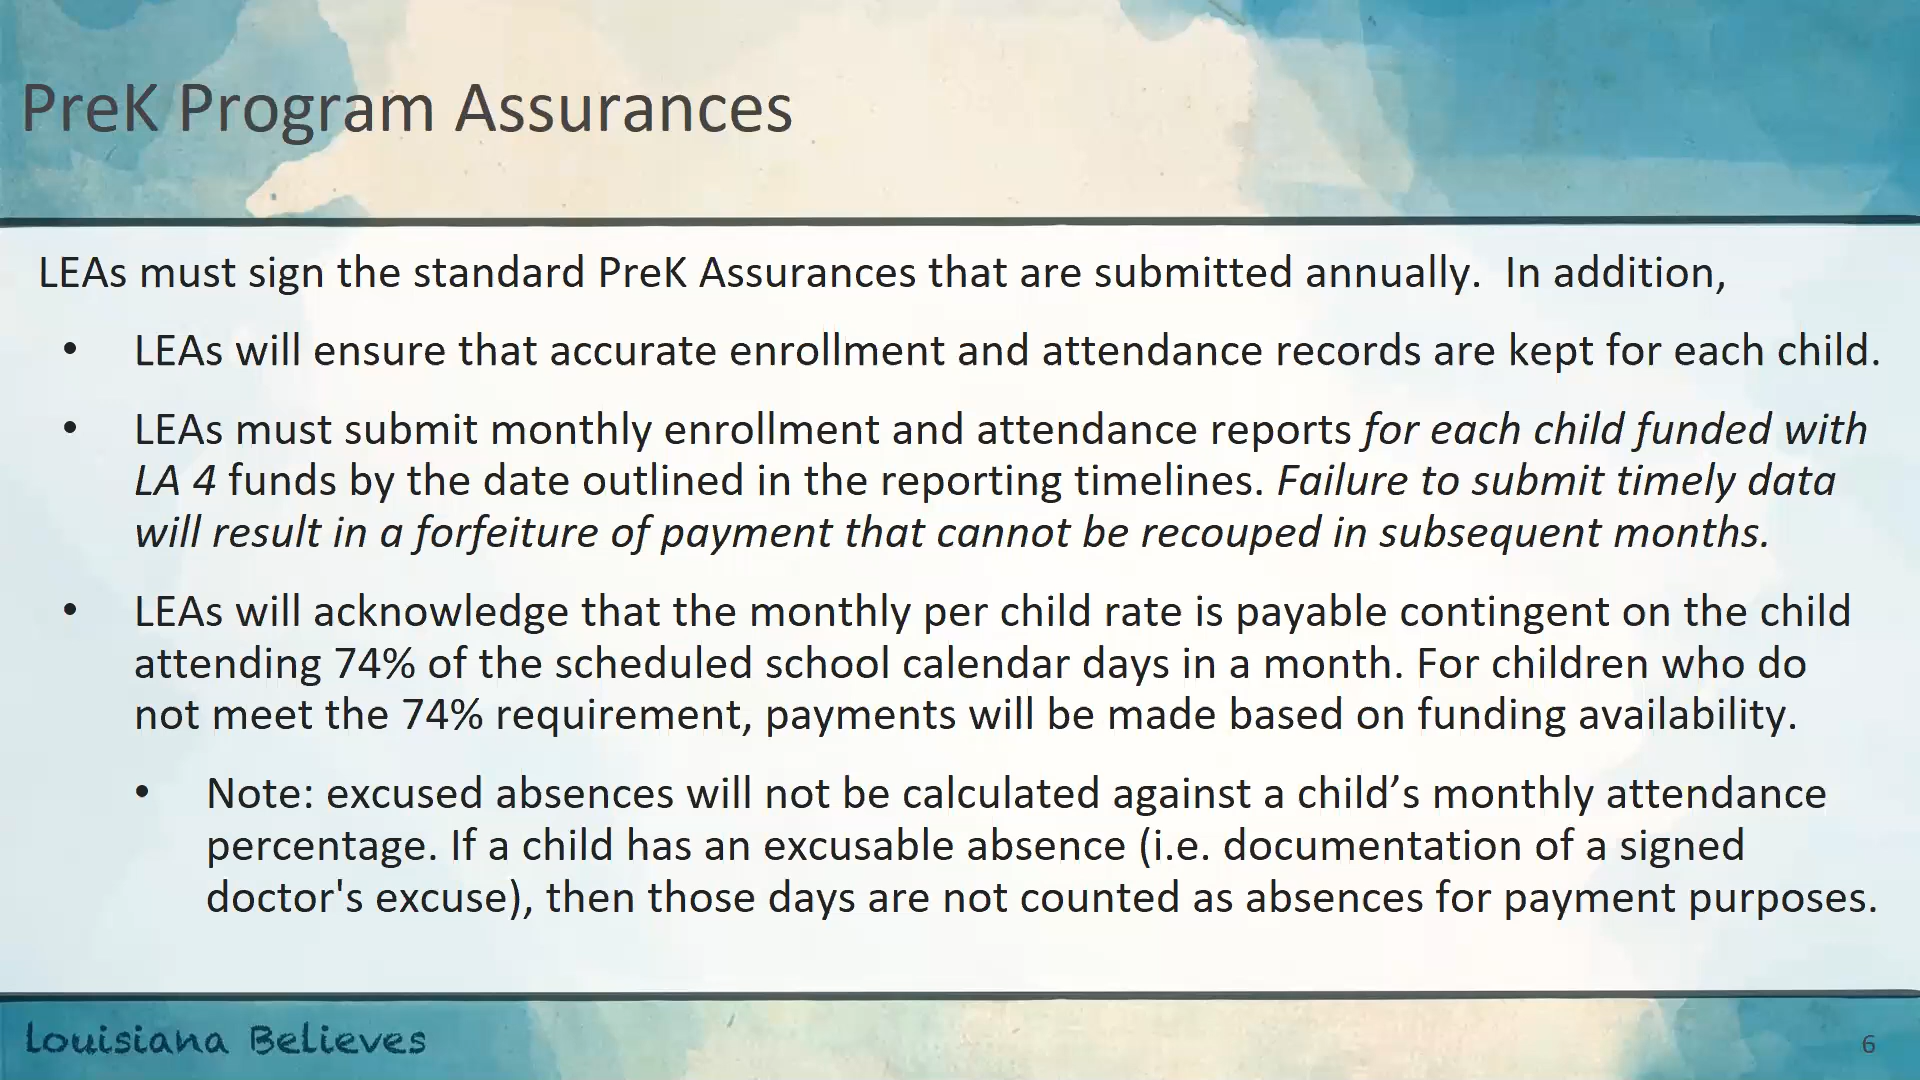 PreK Program Assurances
LEAs must sign the standard PreK Assurances that are submitted annually.  In addition,
• LEAs will ensure that accurate enrollment and attendance records are kept for each child.
• LEAs must submit monthly enrollment and attendance reports for each child funded with
LA 4 funds by the date outlined in the reporting timelines. Failure to submit timely data
will result in a forfeiture of payment that cannot be recouped in subsequent months.
• LEAs will acknowledge that the monthly per child rate is payable contingent on the child
attending 74% of the scheduled school calendar days in a month. For children who do
not meet the 74% requirement, payments will be made based on funding availability.
• Note: excused absences will not be calculated against a child’s monthly attendance
percentage. If a child has an excusable absence (i.e. documentation of a signed
doctor's excuse), then those days are not counted as absences for payment purposes.
Louisiana Believes
6